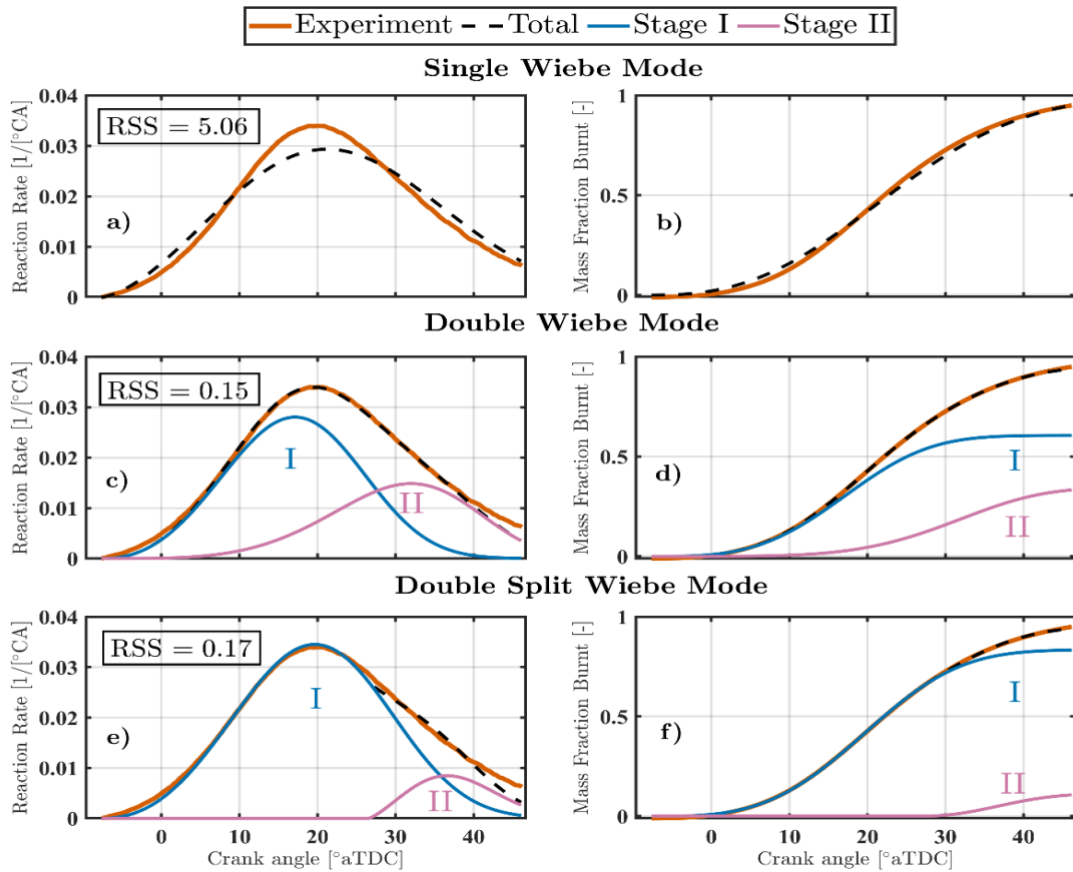 Experiment Total Stage I Stage II
Single Wiebe Mode
Reaction Rate [1/[°CA]
0.04
0.03
0.02
0.01
0
RSS = 5.06
a)
Mass Fraction Burnt [-]
1
0.5
0
b)
Double Wiebe Mode
Reaction Rate [1/[°CA]
0.04
0.03
0.02
0.01
0
RSS = 0.15
c)
I
II
Mass Fraction Burnt [-]
1
0.5
0
d)
I
II
Double Split Wiebe Mode
Reaction Rate [1/[°CA]
0.04
0.03
0.02
0.01
0
RSS = 0.17
e)
I
II
0 10 20 30 40
Crank angle [°aTDC]
Mass Fraction Burnt [-]
1
0.5
0
f)
I
II
0 10 20 30 40
Crank angle [°aTDC]